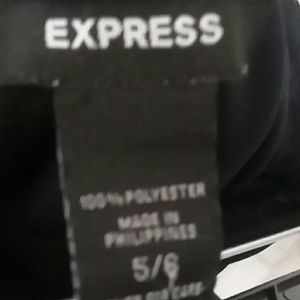 EXPRESS
100% POLYESTER
MADE IN
PHILIPPINES
5/6